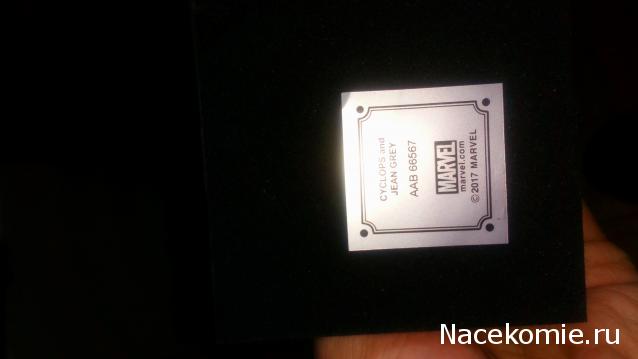 CYCLOPS and
JEAN GREY
AAB 66567
MARVEL
marvel.com
© 2017 MARVEL
Nacekomie.ru